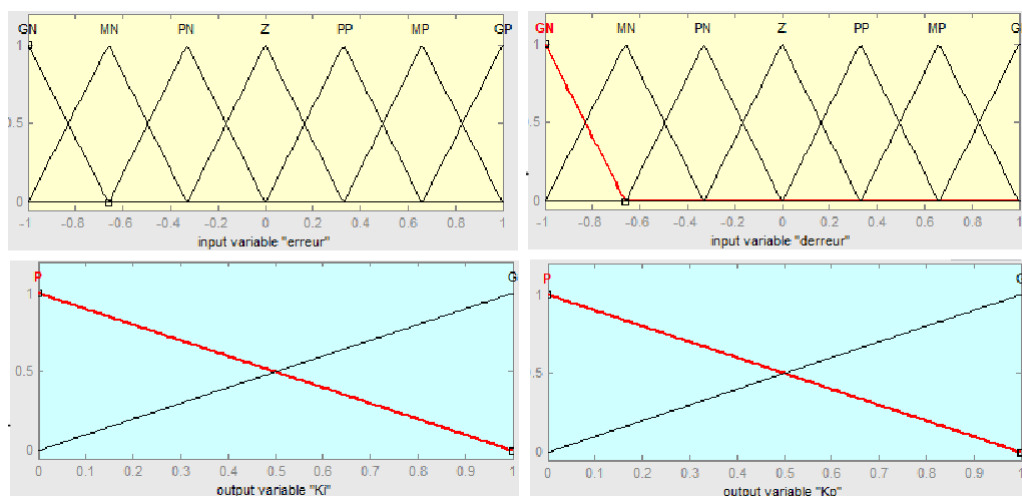 GN MN PN Z PP MP GP
1
0.5
0
-1 -0.8 -0.6 -0.4 -0.2 0 0.2 0.4 0.6 0.8 1
input variable "erreur"
GN MN PN Z PP MP G
1
0.5
0
-1 -0.8 -0.6 -0.4 -0.2 0 0.2 0.4 0.6 0.8 1
input variable "derreur"
P G
1
0.5
0
0 0.1 0.2 0.3 0.4 0.5 0.6 0.7 0.8 0.9 1
output variable "Ki"
P G
1
0.5
0
0 0.1 0.2 0.3 0.4 0.5 0.6 0.7 0.8 0.9 1
output variable "Kp"